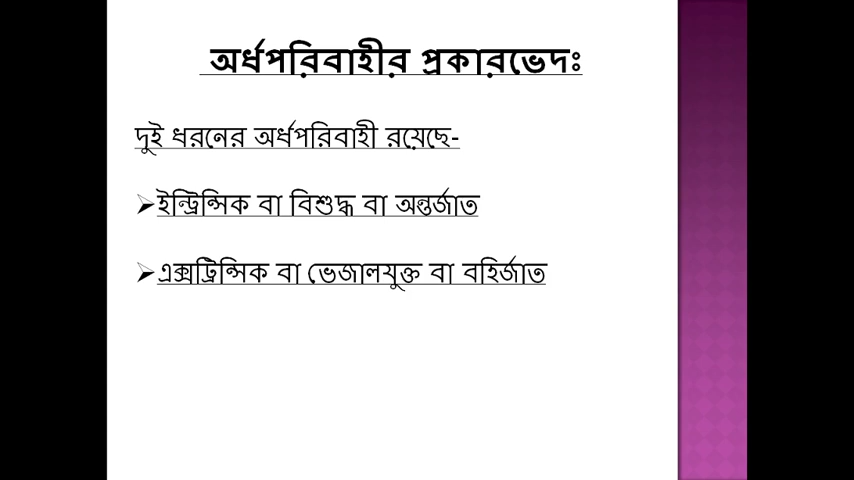 অর্ধপরিবাহীর প্রকারভেদঃ
দুই ধরনের অর্ধপরিবাহী রয়েছে-
➢ইন্ট্রিন্সিক বা বিশুদ্ধ বা অন্তর্জাত
➢এক্সট্রিন্সিক বা ভেজালযুক্ত বা বহির্জাত